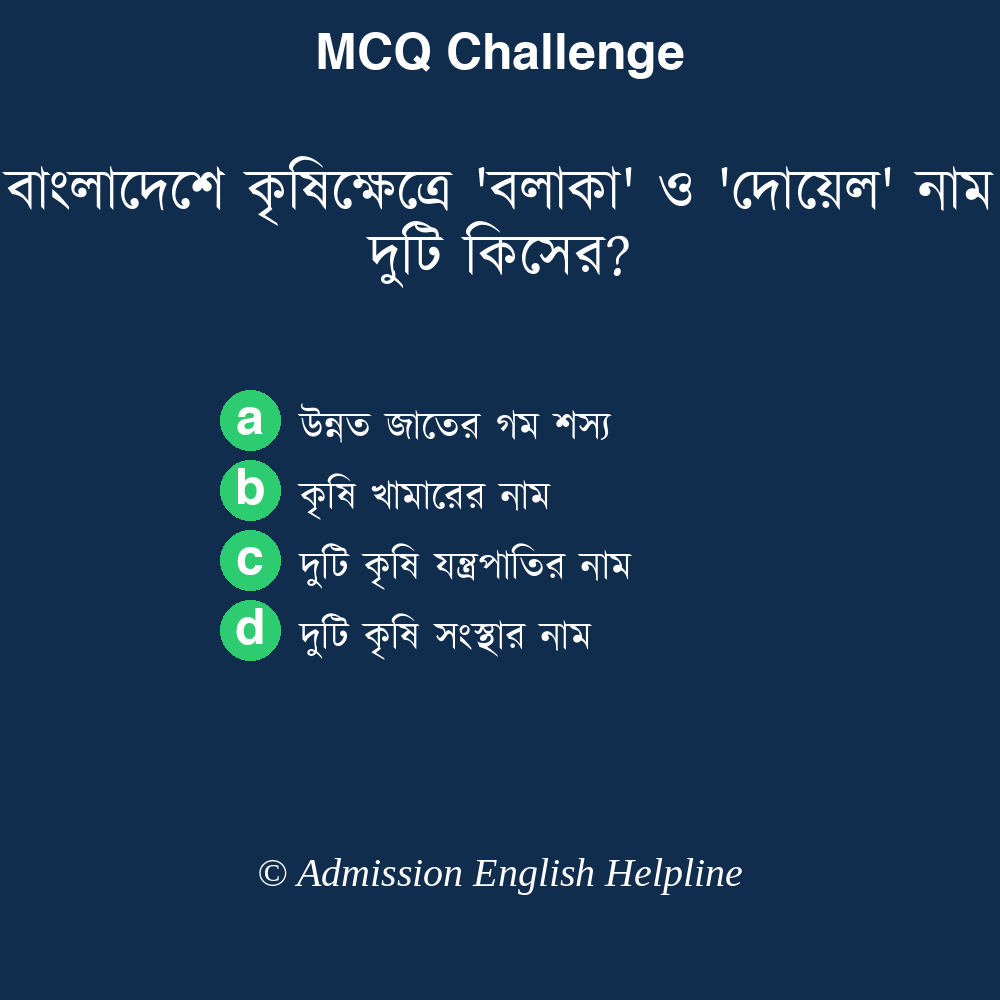 MCQ Challenge
বাংলাদেশে কৃষিক্ষেত্রে 'বলাকা' ও 'দোয়েল' নাম
দুটি কিসের?
a উন্নত জাতের গম শস্য
b কৃষি খামারের নাম
c দুটি কৃষি যন্ত্রপাতির নাম
d দুটি কৃষি সংস্থার নাম
© Admission English Helpline